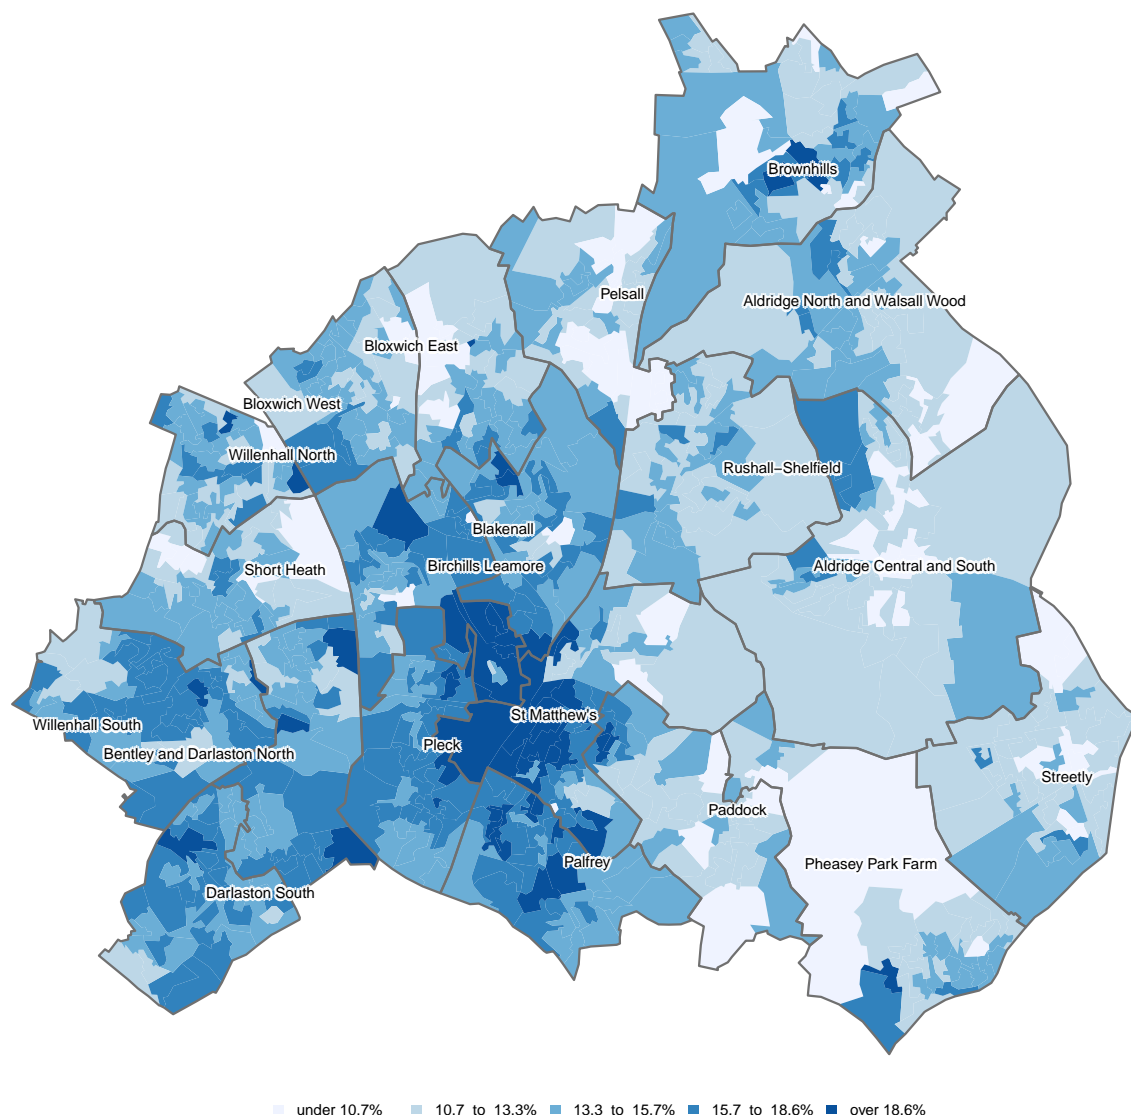 Brownhills
Pelsall
Aldridge North and Walsall Wood
Bloxwich East
Bloxwich West
Willenhall North
Rushall−Shelfield
Blakenall
Short Heath
Birchills Leamore
Aldridge Central and South
St Matthew's
Willenhall South
Pleck
Bentley and Darlaston North
Streetly
Paddock
Palfrey
Pheasey Park Farm
Darlaston South
under 10.7% 10.7 to 13.3% 13.3 to 15.7% 15.7 to 18.6% over 18.6%